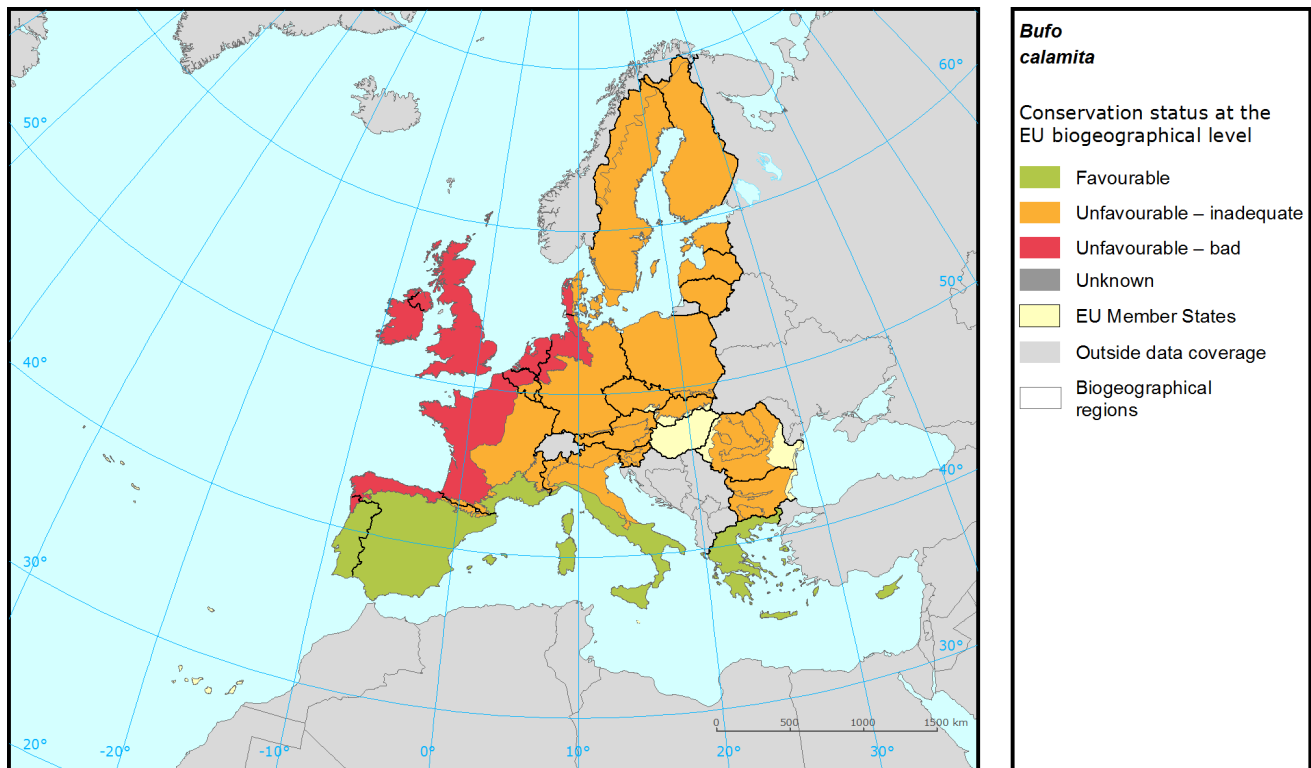 60°
50°
50°
40°
40°
30°
30°
20°
-20°
-10°
0°
10°
20°
30°
0
500
1000
1500 km
Bufo
calamita
Conservation status at the
EU biogeographical level
Favourable
Unfavourable – inadequate
Unfavourable – bad
Unknown
EU Member States
Outside data coverage
Biogeographical
regions